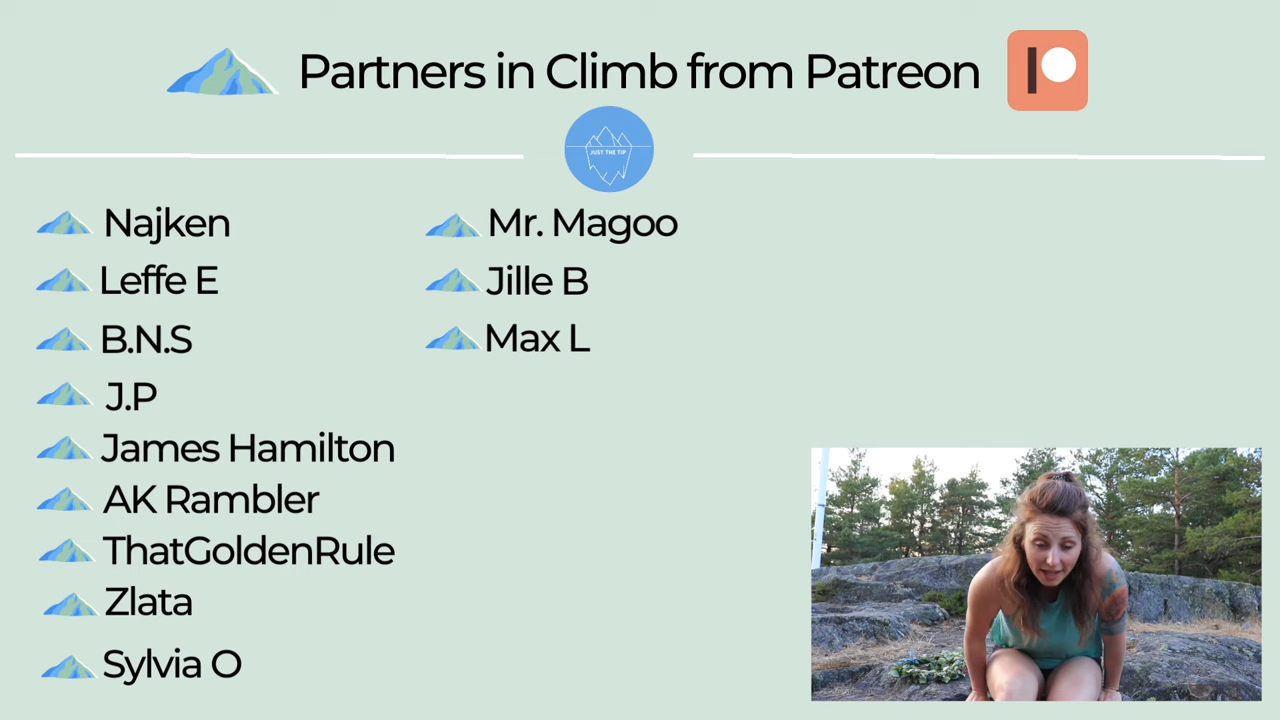 Partners in Climb from Patreon
JUST THE TIP
Najken
Leffe E
B.N.S
J.P
James Hamilton
AK Rambler
ThatGoldenRule
Zlata
Sylvia O
Mr. Magoo
Jille B
Max L